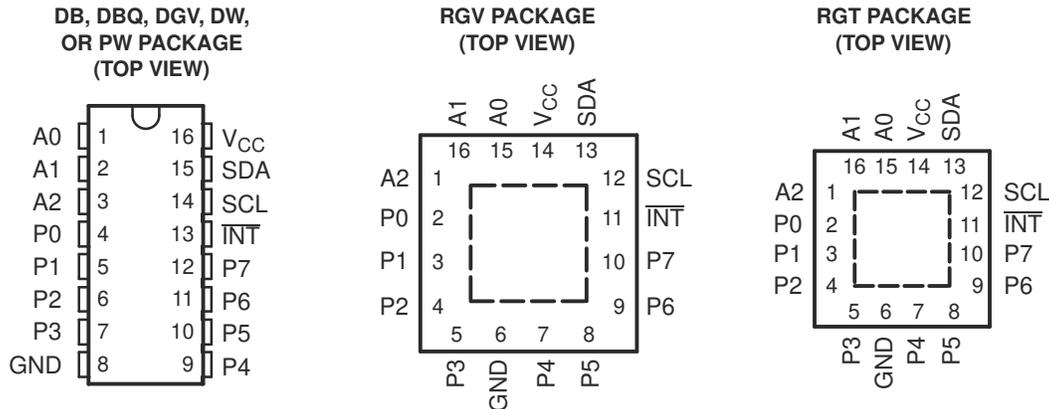 DB, DBQ, DGV, DW,
OR PW PACKAGE
(TOP VIEW)
A0 1 16 VCC
A1 2 15 SDA
A2 3 14 SCL
P0 4 13 INT
P1 5 12 P7
P2 6 11 P6
P3 7 10 P5
GND 8 9 P4
RGV PACKAGE
(TOP VIEW)
A1 A0 VCC SDA
16 15 14 13
A2 1 12 SCL
P0 2 11 INT
P1 3 10 P7
P2 4 9 P6
5 6 7 8
P3 GND P4 P5
RGT PACKAGE
(TOP VIEW)
A1 A0 VCC SDA
16 15 14 13
A2 1 12 SCL
P0 2 11 INT
P1 3 10 P7
P2 4 9 P6
5 6 7 8
P3 GND P4 P5